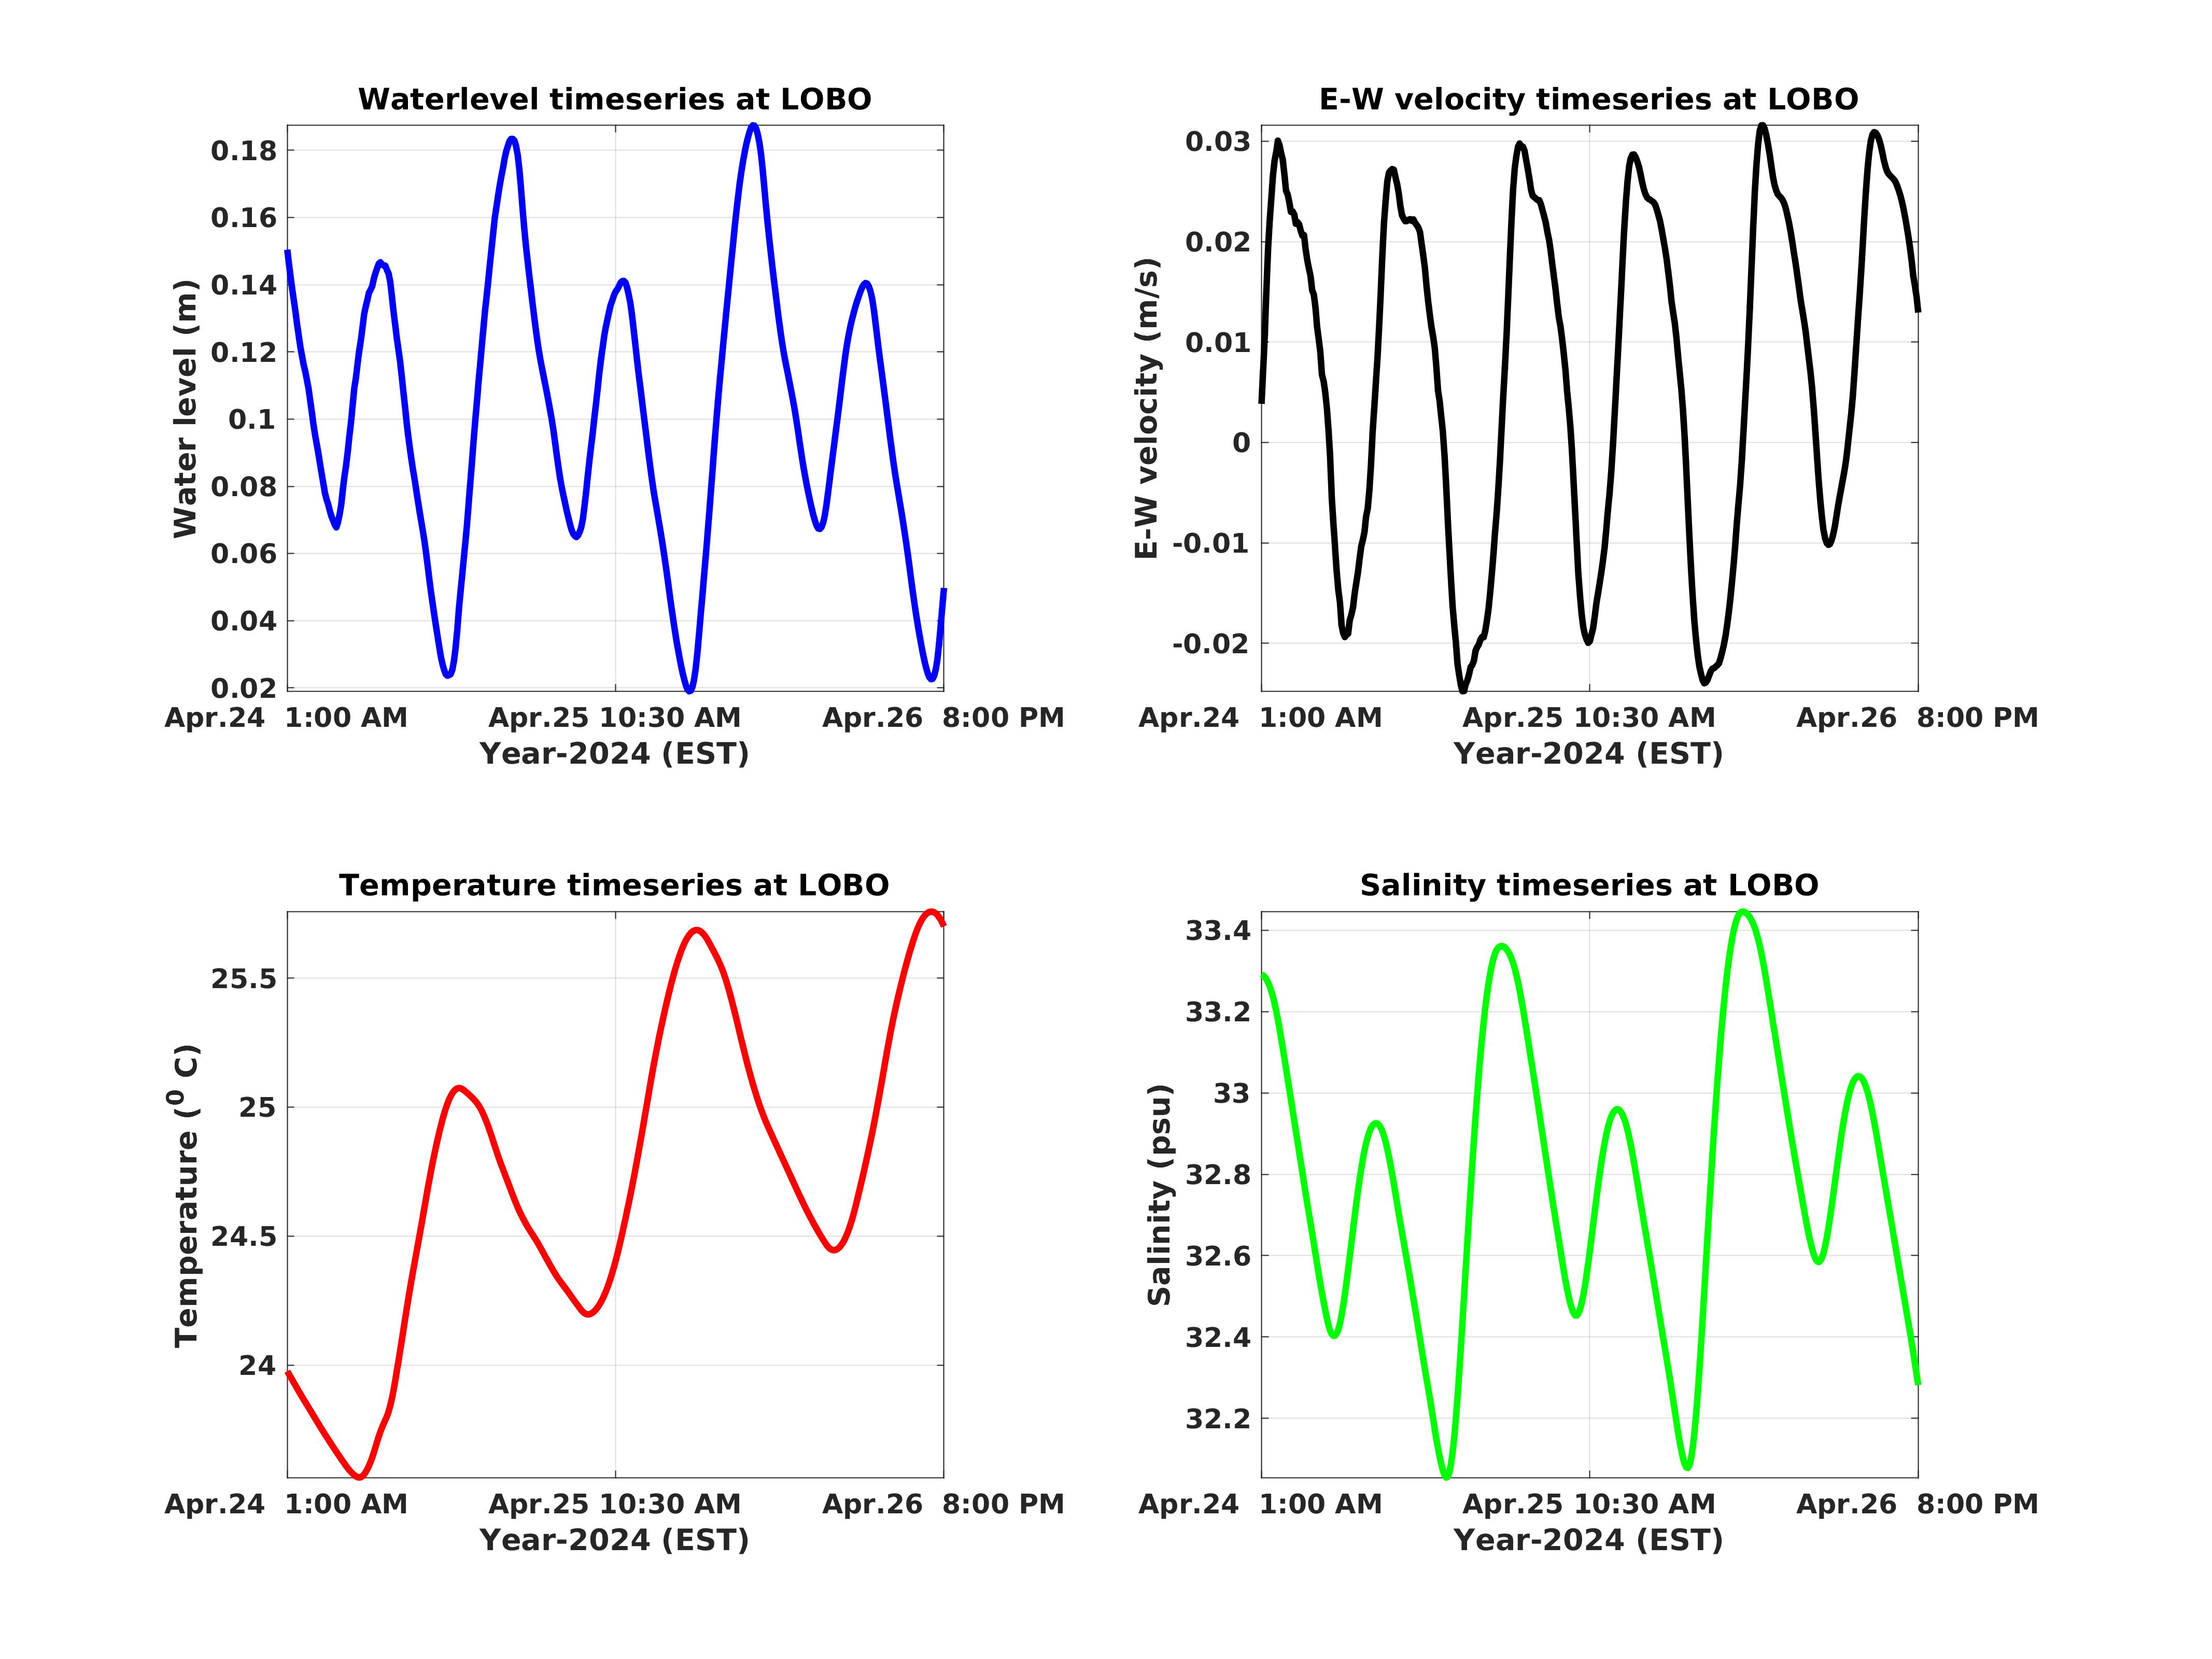 Waterlevel timeseries at LOBO
0.18
0.16
0.14
0.12
0.1
0.08
0.06
0.04
0.02
Water level (m)
Apr.24 1:00 AM Apr.25 10:30 AM Apr.26 8:00 PM
Year-2024 (EST)
E-W velocity timeseries at LOBO
0.03
0.02
0.01
0
-0.01
-0.02
E-W velocity (m/s)
Apr.24 1:00 AM Apr.25 10:30 AM Apr.26 8:00 PM
Year-2024 (EST)
Temperature timeseries at LOBO
25.5
25
24.5
24
Temperature (⁰ C)
Apr.24 1:00 AM Apr.25 10:30 AM Apr.26 8:00 PM
Year-2024 (EST)
Salinity timeseries at LOBO
33.4
33.2
33
32.8
32.6
32.4
32.2
Salinity (psu)
Apr.24 1:00 AM Apr.25 10:30 AM Apr.26 8:00 PM
Year-2024 (EST)